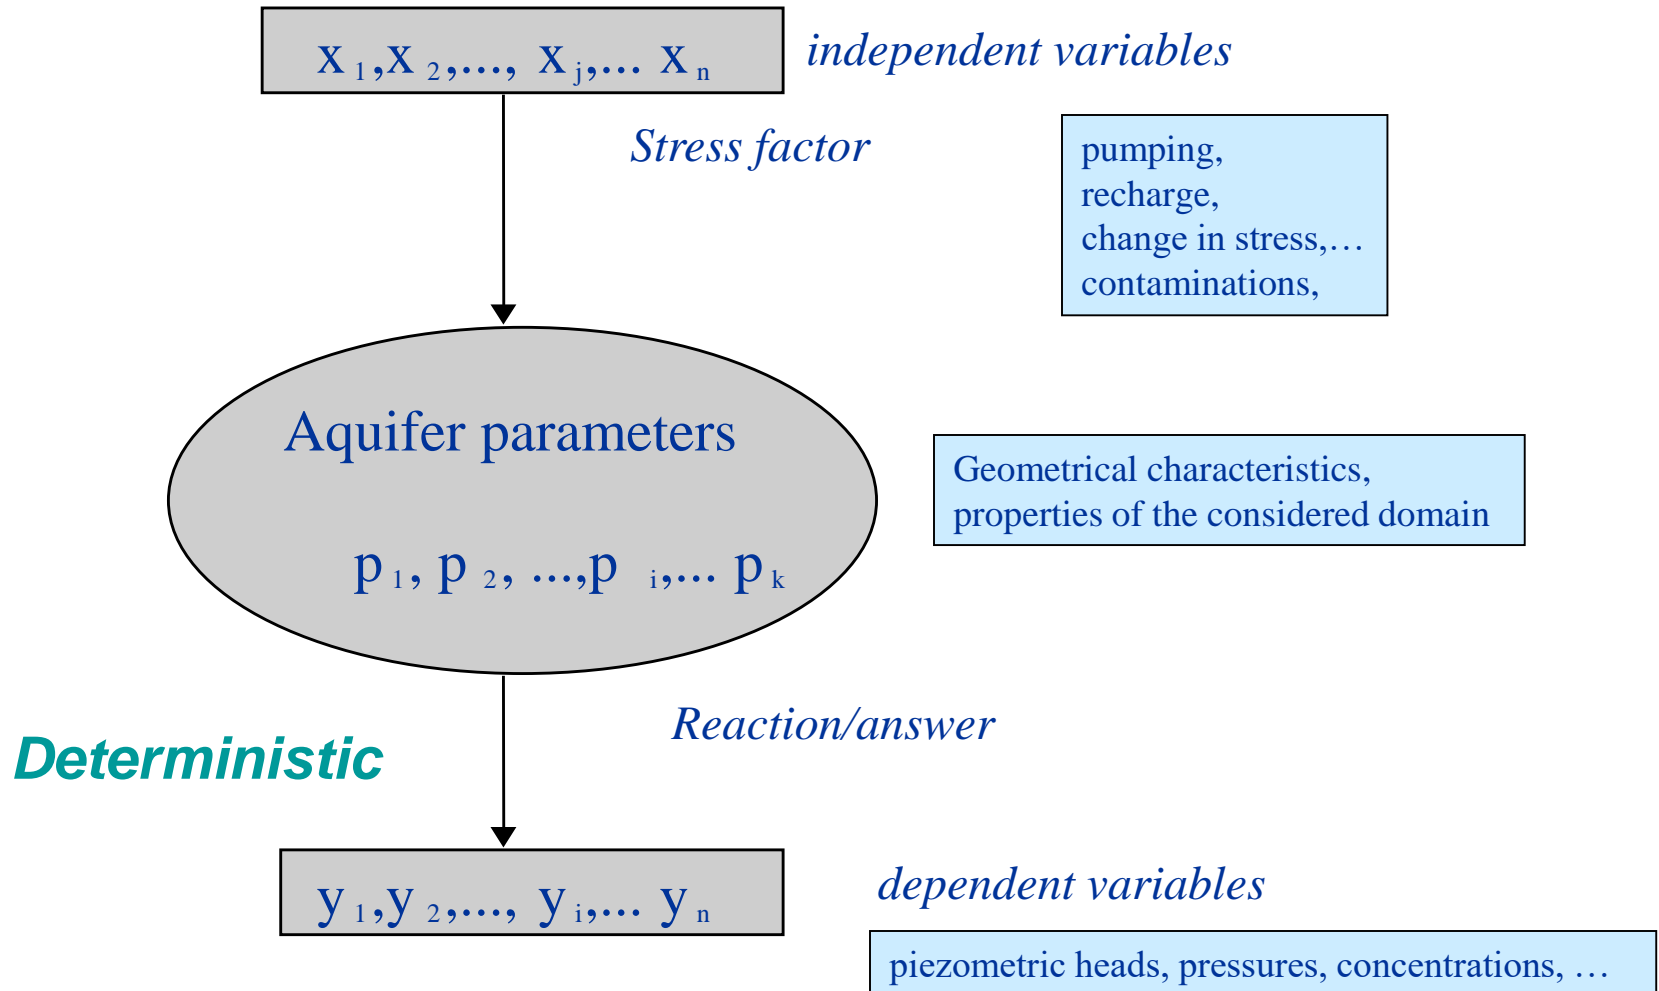 x 1,x 2,..., x j,... x n
independent variables
Stress factor
pumping,
recharge,
change in stress,…
contaminations,
Aquifer parameters
Geometrical characteristics,
properties of the considered domain
p 1, p 2, ...,p i,... p k
Reaction/answer
Deterministic
y 1,y 2,..., y i,... y n
dependent variables
piezometric heads, pressures, concentrations, …